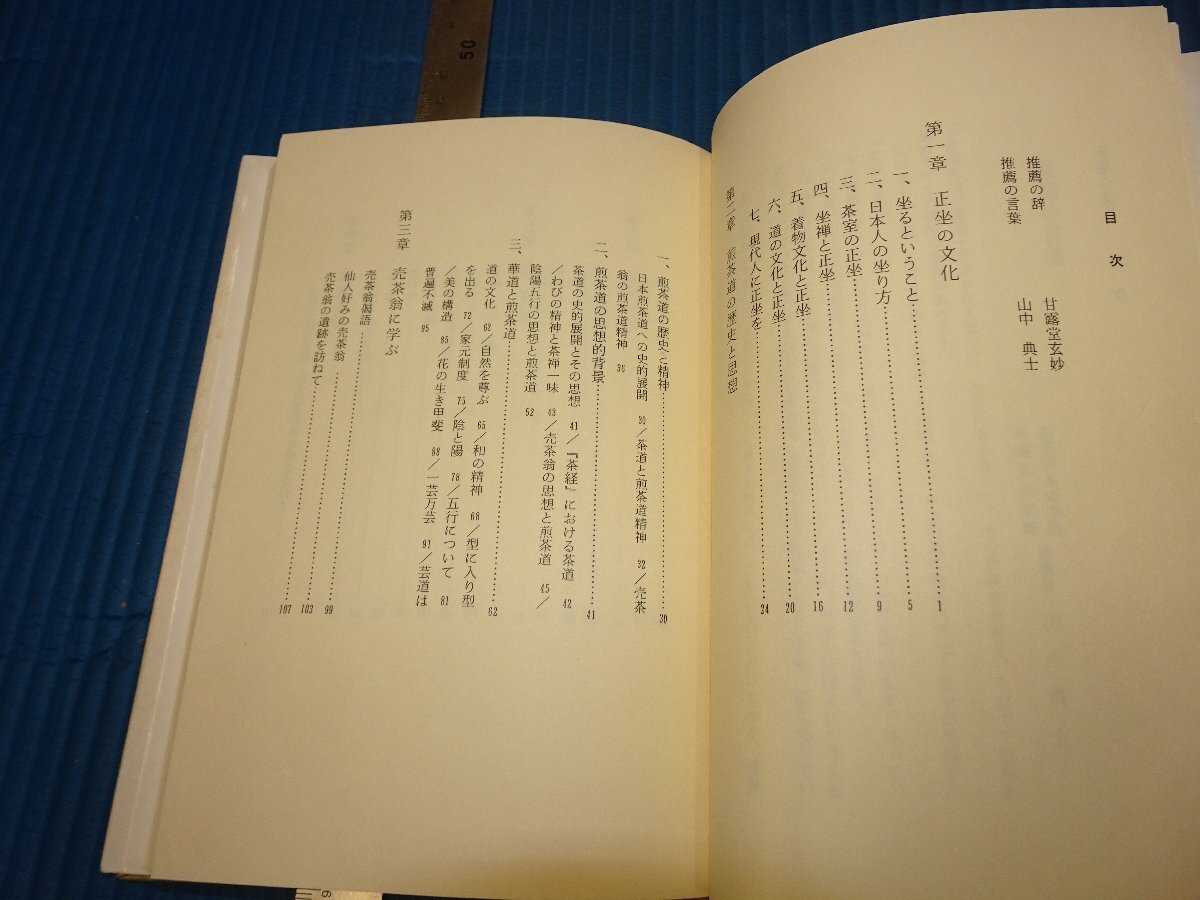 目次
推薦の辞 甘露堂玄妙
推薦の言葉 山中 典士
第一章 正坐の文化
一、坐るということ……1
二、日本人の坐り方……5
三、茶室の正坐……9
四、坐禅と正坐……12
五、着物文化と正坐……16
六、道の文化と正坐……20
七、現代人に正坐を……24
第二章 煎茶道の歴史と思想
一、煎茶道の歴史と精神……30
日本煎茶道への史的展開 30／茶道と煎茶道精神 33／売茶
翁の煎茶道精神 36
二、煎茶道の思想的背景……41
茶道の史的展開とその思想 41／『茶経』における茶道 42
／わびの精神と茶禅一味 43／売茶翁の思想と煎茶道 45／
陰陽五行の思想と煎茶道 52
三、華道と煎茶道……62
道の文化 62／自然を尊ぶ 65／和の精神 68／型に入り型
を出る 72／家元制度 75／陰と陽 78／五行について 81
／美の構造 85／花の生き甲斐 88／一芸万芸 91／芸道は
普遍不滅 95
第三章 売茶翁に学ぶ
売茶翁偈語……99
仙人好みの売茶翁……103
売茶翁の遺跡を訪ねて……107
50